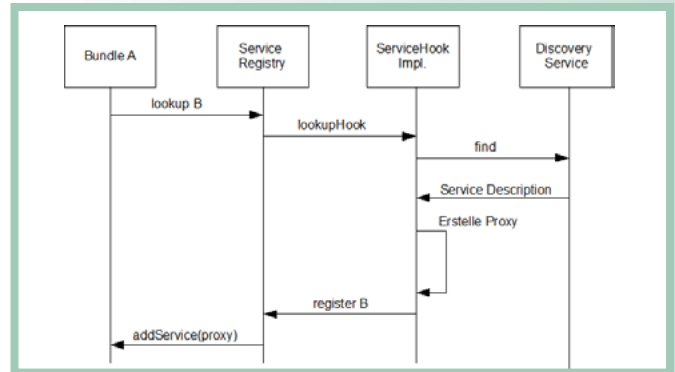 Bundle A
Service
Registry
ServiceHook
Impl.
Discovery
Service
lookup B
lookupHook
find
Service Description
Erstelle Proxy
register B
addService(proxy)